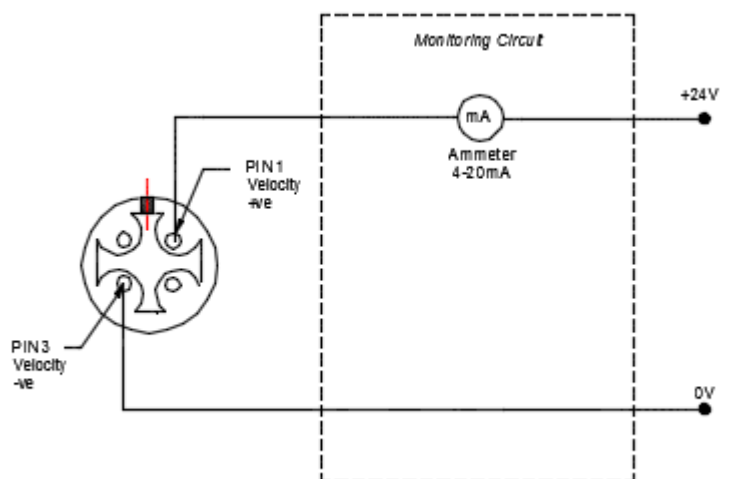 Monitoring Circuit
+24V
mA
Ammeter
4-20mA
PIN1
Velocity
+ve
PIN3
Velocity
-ve
0V